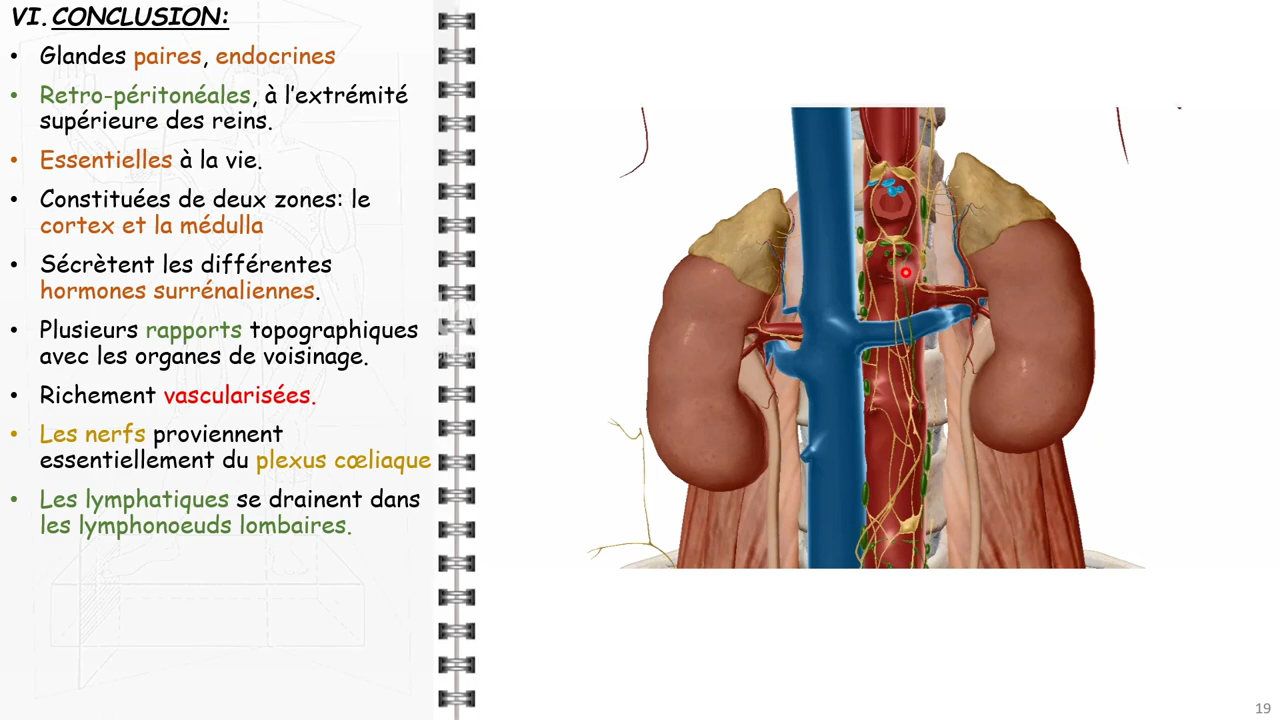 VI. CONCLUSION:
• Glandes paires, endocrines
• Retro-péritonéales, à l'extrémité
supérieure des reins.
• Essentielles à la vie.
• Constituées de deux zones: le
cortex et la médulla
• Sécrètent les différentes
hormones surrénaliennes.
• Plusieurs rapports topographiques
avec les organes de voisinage.
• Richement vascularisées.
• Les nerfs proviennent
essentiellement du plexus cœliaque
• Les lymphatiques se drainent dans
les lymphonoeuds lombaires.
19